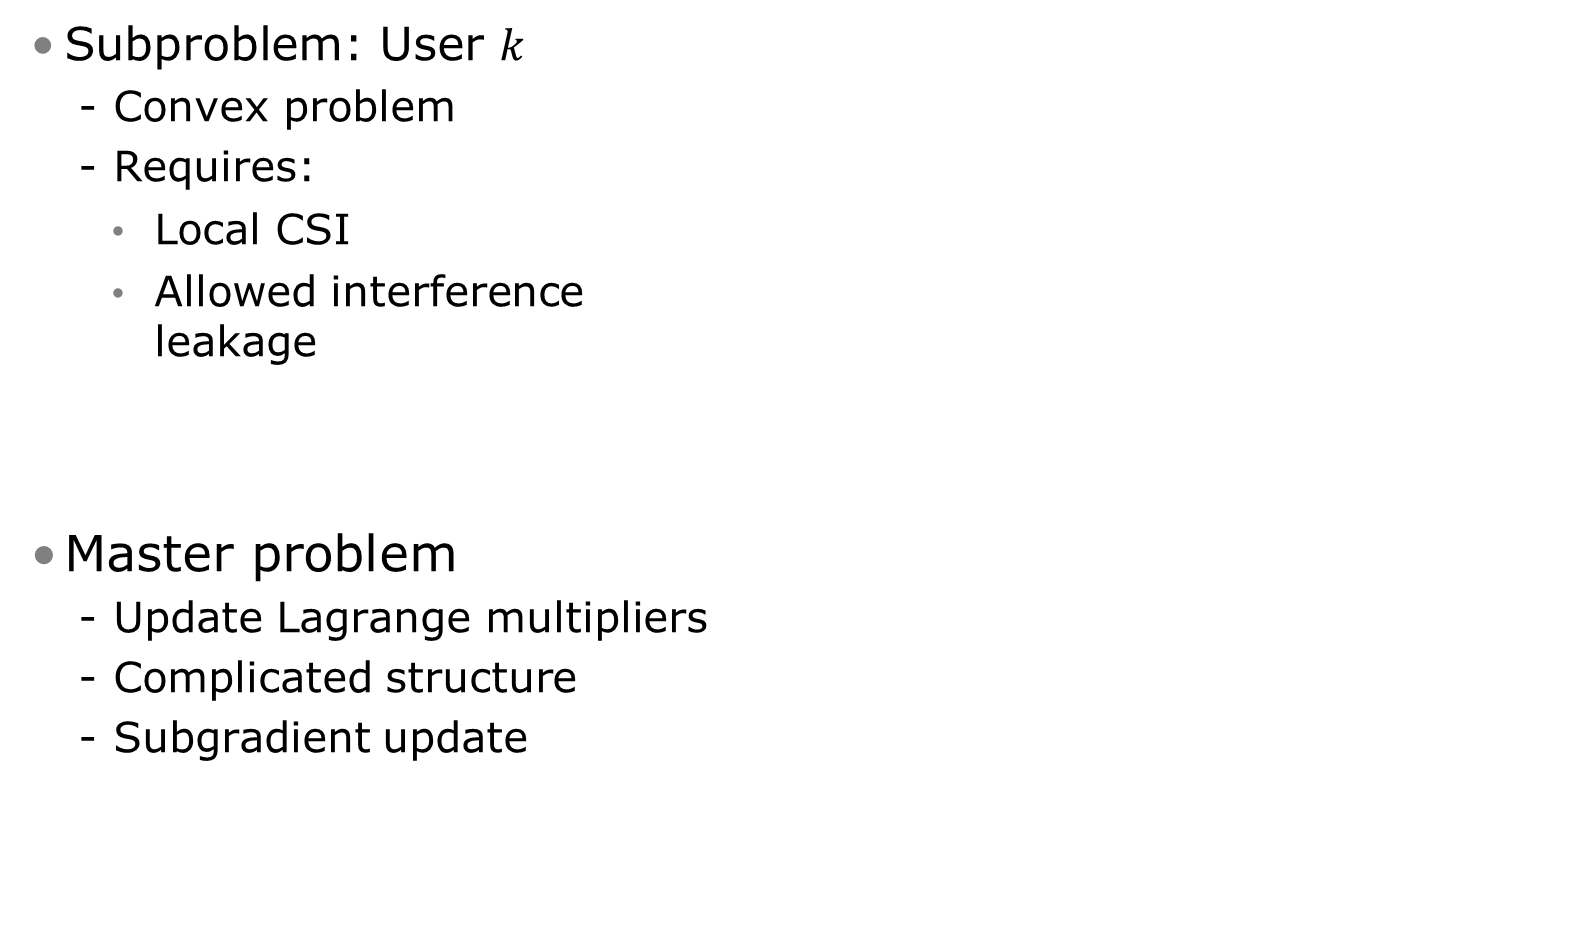 • Subproblem: User k
- Convex problem
- Requires:
• Local CSI
• Allowed interference
leakage
• Master problem
- Update Lagrange multipliers
- Complicated structure
- Subgradient update